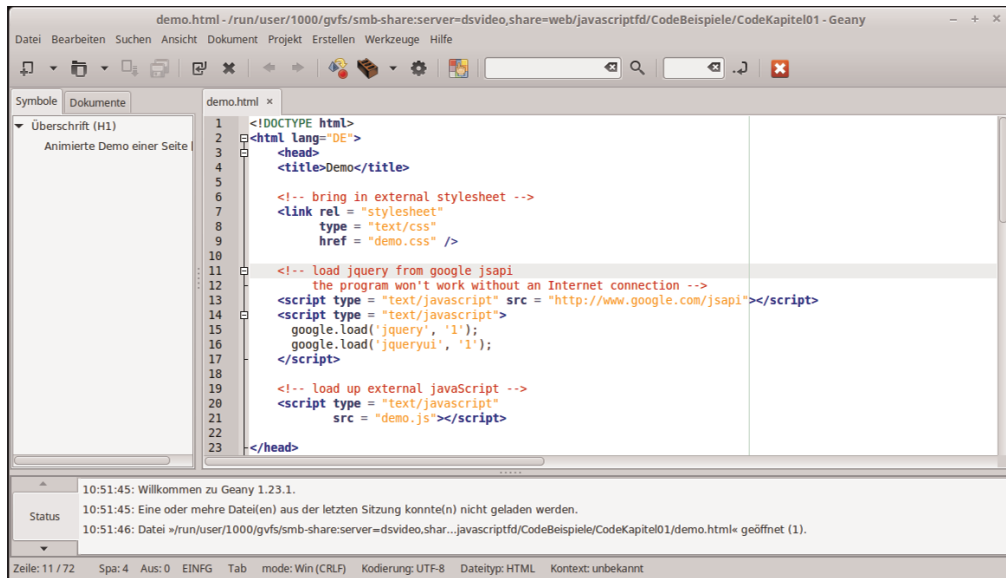 demo.html - /run/user/1000/gvfs/smb-share:server=dsvideo,share=web/javascriptfd/CodeBeispiele/CodeKapitel01 - Geany
Datei Bearbeiten Suchen Ansicht Dokument Projekt Erstellen Werkzeuge Hilfe
Symbole Dokumente
Überschrift (H1)
Animierte Demo einer Seite
demo.html ×
1 <!DOCTYPE html>
2 <html lang="DE">
3 <head>
4 <title>Demo</title>
5
6 <!-- bring in external stylesheet -->
7 <link rel = "stylesheet"
8 type = "text/css"
9 href = "demo.css" />
10
11 <!-- load jquery from google jsapi
12 the program won't work without an Internet connection -->
13 <script type = "text/javascript" src = "http://www.google.com/jsapi"></script>
14 <script type = "text/javascript">
15 google.load('jquery', '1');
16 google.load('jqueryui', '1');
17 </script>
18
19 <!-- load up external javaScript -->
20 <script type = "text/javascript"
21 src = "demo.js"></script>
22
23 </head>
Status
10:51:45: Willkommen zu Geany 1.23.1.
10:51:45: Eine oder mehre Datei(en) aus der letzten Sitzung konnte(n) nicht geladen werden.
10:51:46: Datei »/run/user/1000/gvfs/smb-share:server=dsvideo,shar...javascriptfd/CodeBeispiele/CodeKapitel01/demo.html« geöffnet (1).
Zeile: 11 / 72 Spa: 4 Aus: 0 EINFG Tab mode: Win (CRLF) Kodierung: UTF-8 Dateityp: HTML Kontext: unbekannt